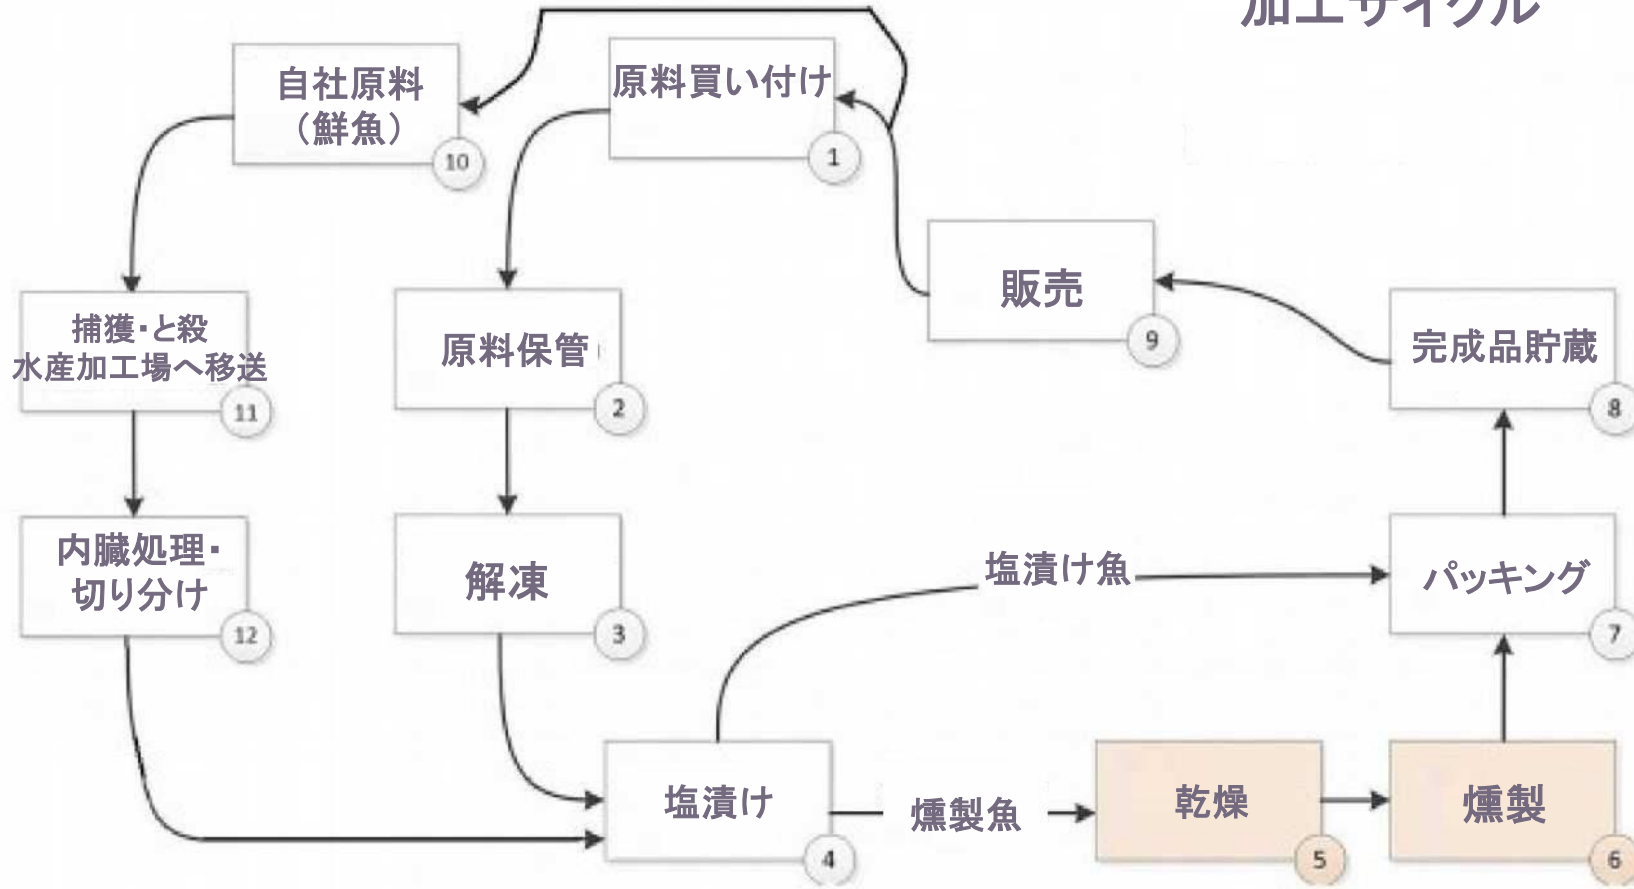 加工サイクル
自社原料
（鮮魚）
10
原料買い付け
1
販売
9
捕獲・と殺
水産加工場へ移送
11
原料保管
2
完成品貯蔵
8
内臓処理・
切り分け
12
解凍
3
塩漬け魚
パッキング
7
塩漬け
4
燻製魚
乾燥
5
燻製
6